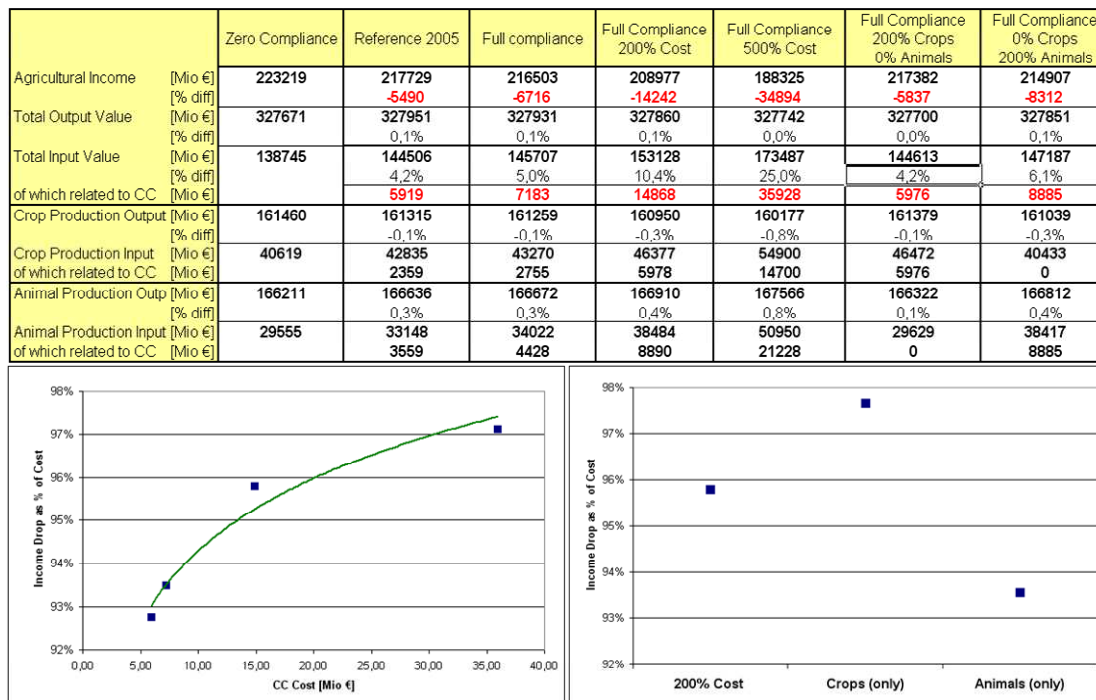 Zero Compliance Reference 2005 Full compliance Full Compliance 200% Cost Full Compliance 500% Cost Full Compliance 200% Crops 0% Animals Full Compliance 0% Crops 200% Animals
Agricultural Income [Mio €] 223219 217729 216503 208977 188325 217382 214907
[% diff] -5490 -6716 -14242 -34894 -5837 -8312
Total Output Value [Mio €] 327671 327951 327931 327860 327742 327700 327851
[% diff] 0,1% 0,1% 0,1% 0,0% 0,0% 0,1%
Total Input Value [Mio €] 138745 144506 145707 153128 173487 144613 147187
[% diff] 4,2% 5,0% 10,4% 25,0% 4,2% 6,1%
of which related to CC [Mio €] 5919 7183 14868 35928 5976 8885
Crop Production Output [Mio €] 161460 161315 161259 160950 160177 161379 161039
[% diff] -0,1% -0,1% -0,3% -0,8% -0,1% -0,3%
Crop Production Input [Mio €] 40619 42835 43270 46377 54900 46472 40433
of which related to CC [Mio €] 2359 2755 5978 14700 5976 0
Animal Production Outp [Mio €] 166211 166636 166672 166910 167566 166322 166812
[% diff] 0,3% 0,3% 0,4% 0,8% 0,1% 0,4%
Animal Production Input [Mio €] 29555 33148 34022 38484 50950 29629 38417
of which related to CC [Mio €] 3559 4428 8890 21228 0 8885
Income Drop as % of Cost
98%
97%
96%
95%
94%
93%
92%
0,00 5,00 10,00 15,00 20,00 25,00 30,00 35,00 40,00
CC Cost [Mio €]
Income Drop as % of Cost
98%
97%
96%
95%
94%
93%
92%
200% Cost Crops (only) Animals (only)